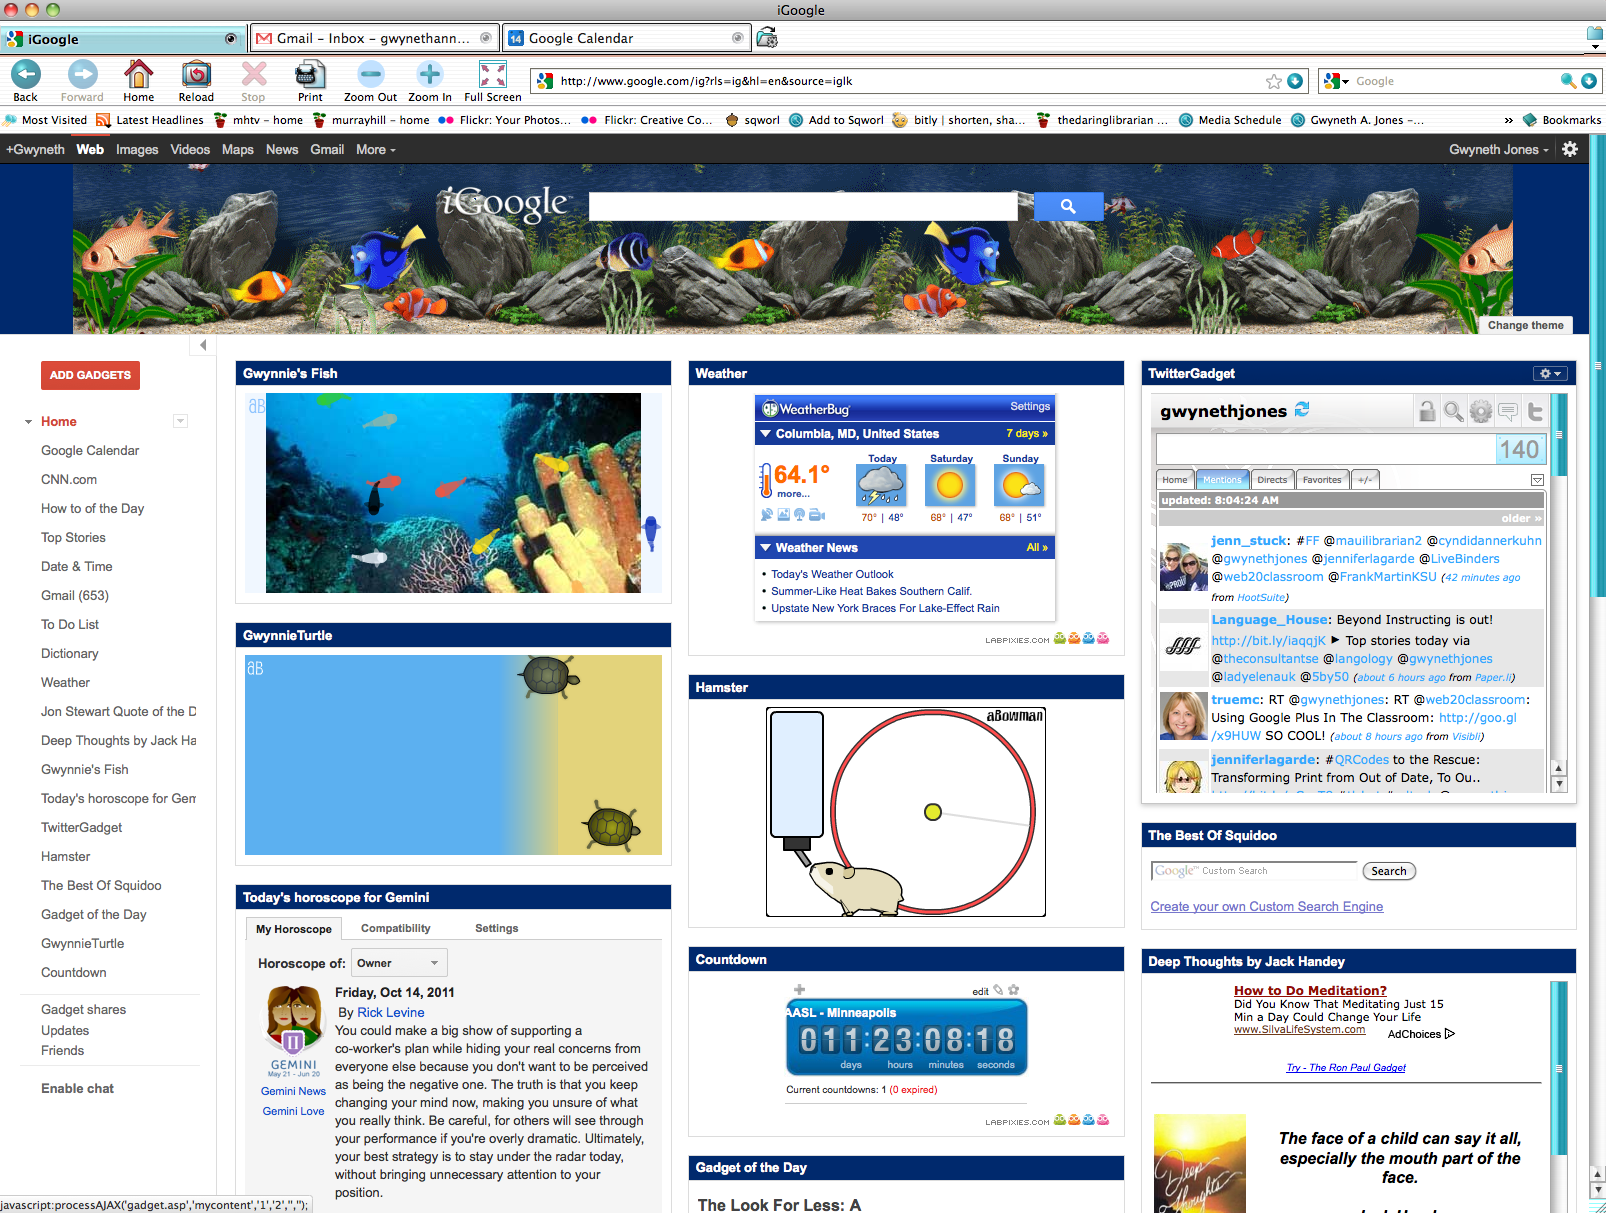 iGoogle
iGoogle
Gmail – Inbox – gwynethann...
14
Google Calendar
Back
Forward
Home
Reload
Stop
Print
Zoom Out
Zoom In
Full Screen
http://www.google.com/ig?rls=ig&hl=en&source=iglk
Google
Most Visited
Latest Headlines
mhtv – home
murrayhill – home
Flickr: Your Photos...
Flickr: Creative Co...
sqworl
Add to Sqworl
bitly | shorten, sha...
thedaringlibrarian ...
Media Schedule
Gwyneth A. Jones –...
»
Bookmarks
+Gwyneth Web Images Videos Maps News Gmail More
Gwyneth Jones
iGoogle
Change theme
ADD GADGETS
Home
Google Calendar
CNN.com
How to of the Day
Top Stories
Date & Time
Gmail (653)
To Do List
Dictionary
Weather
Jon Stewart Quote of the D
Deep Thoughts by Jack Ha
Gwynnie's Fish
Today's horoscope for Gem
TwitterGadget
Hamster
The Best Of Squidoo
Gadget of the Day
GwynnieTurtle
Countdown
Gadget shares
Updates
Friends
Enable chat
Gwynnie's Fish
aB
GwynnieTurtle
aB
Today's horoscope for Gemini
My Horoscope Compatibility Settings
Horoscope of: Owner
GEMINI
May 21 - Jun 20
Gemini News
Gemini Love
Friday, Oct 14, 2011
By Rick Levine
You could make a big show of supporting a
co-worker's plan while hiding your real concerns from
everyone else because you don't want to be perceived
as being the negative one. The truth is that you keep
changing your mind now, making you unsure of what
you really think. Be careful, for others will see through
your performance if you're overly dramatic. Ultimately,
your best strategy is to stay under the radar today,
without bringing unnecessary attention to your
position.
javascript:processAJAX('gadget.asp','mycontent','1','2','','');
Weather
WeatherBug
Settings
Columbia, MD, United States
7 days »
64.1°
more...
Today Saturday Sunday
70° | 48° 68° | 47° 68° | 51°
Weather News
All »
• Today's Weather Outlook
• Summer-Like Heat Bakes Southern Calif.
• Upstate New York Braces For Lake-Effect Rain
LABPIXIES.COM
Hamster
aBowman
Countdown
edit
AASL - Minneapolis
011:23:08:18
days hours minutes seconds
Current countdowns: 1 (0 expired)
LABPIXIES.COM
Gadget of the Day
The Look For Less: A
TwitterGadget
gwynethjones
140
Home Mentions Directs Favorites +/-
updated: 8:04:24 AM
older »
jenn_stuck: #FF @mauilibrarian2 @cyndidannerkuhn
@gwynethjones @jenniferlagarde @LiveBinders
@web20classroom @FrankMartinKSU (42 minutes ago
from HootSuite)
Language_House: Beyond Instructing is out!
http://bit.ly/iaqqjK ► Top stories today via
@theconsultantse @langology @gwynethjones
@ladyelenauk @5by50 (about 6 hours ago from Paper.li)
truemc: RT @gwynethjones: RT @web20classroom:
Using Google Plus In The Classroom: http://goo.gl
/x9HUW SO COOL! (about 8 hours ago from Visibli)
jenniferlagarde: #QRCodes to the Rescue:
Transforming Print from Out of Date, To Ou..
The Best Of Squidoo
Google™ Custom Search
Search
Create your own Custom Search Engine
Deep Thoughts by Jack Handey
How to Do Meditation?
Did You Know That Meditating Just 15
Min a Day Could Change Your Life
www.SilvaLifeSystem.com
AdChoices
Try - The Ron Paul Gadget
Deep
Thoughts
The face of a child can say it all,
especially the mouth part of the
face.